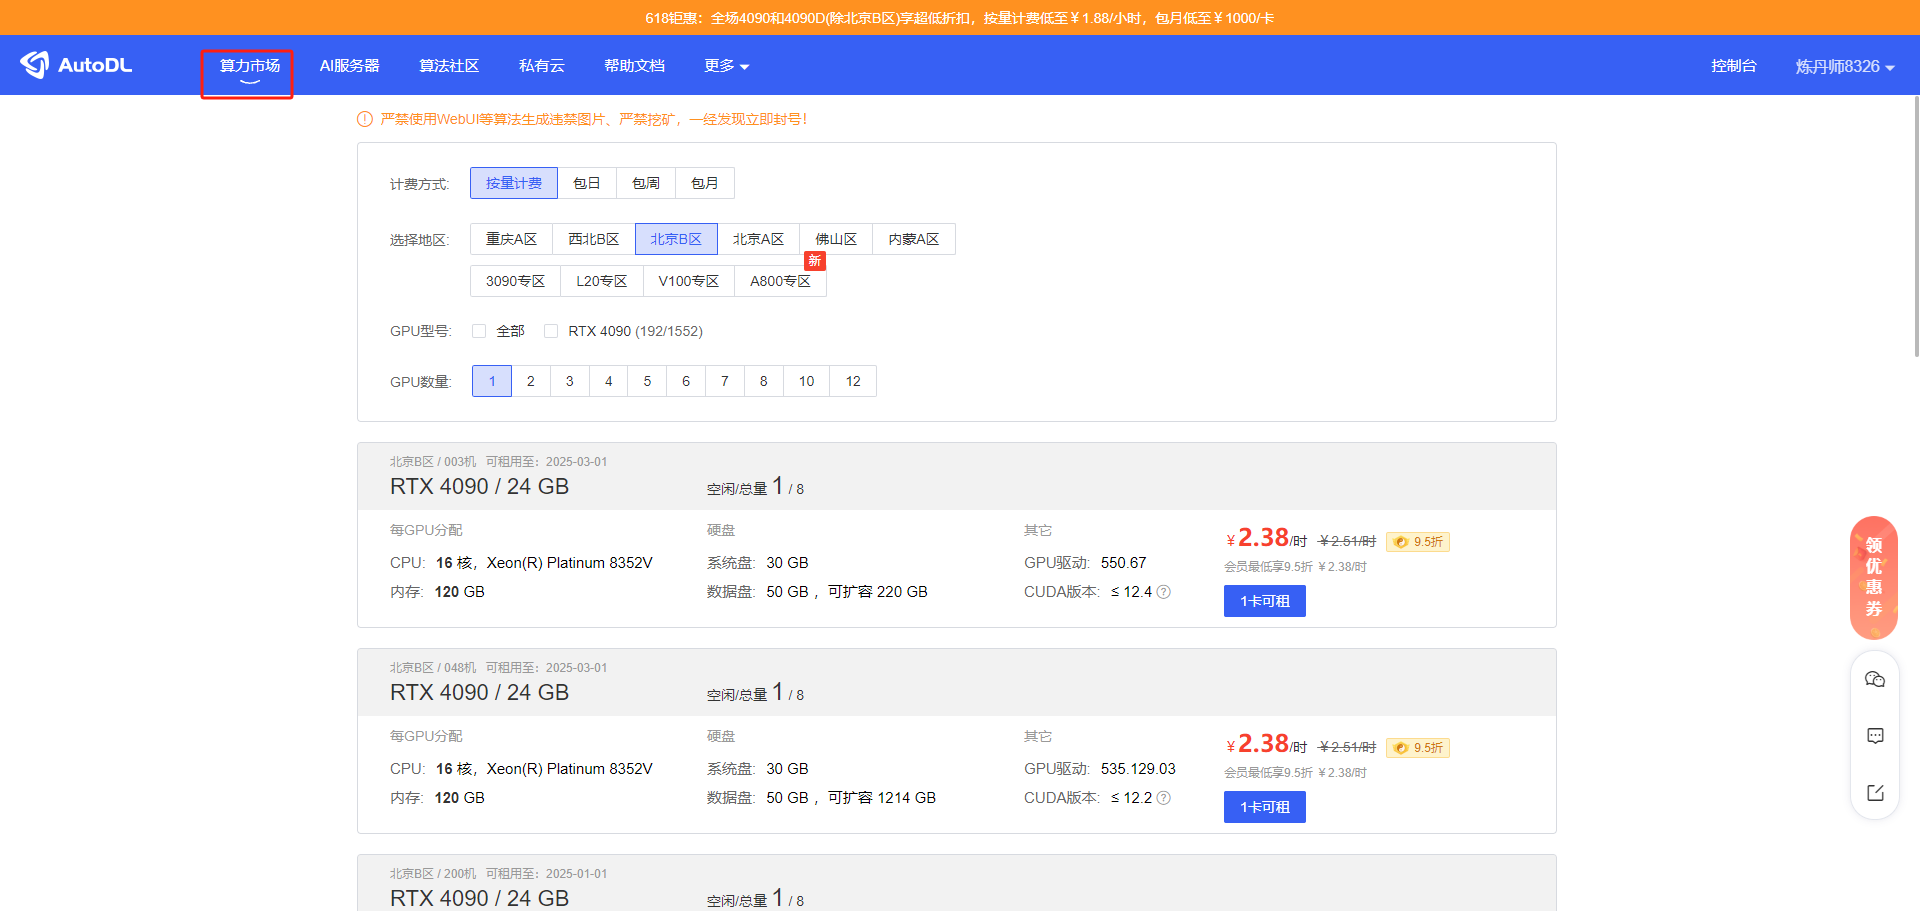 618钜惠：全场4090和4090D(除北京B区)享超低折扣，按量计费低至￥1.88/小时，包月低至￥1000/卡
AutoDL 算力市场 AI服务器 算法社区 私有云 帮助文档 更多 控制台 炼丹师8326
严禁使用WebUI等算法生成违禁图片、严禁挖矿，一经发现立即封号！
计费方式: 按量计费 包日 包周 包月
选择地区: 重庆A区 西北B区 北京B区 北京A区 佛山区 内蒙A区
新
3090专区 L20专区 V100专区 A800专区
GPU型号: 全部 RTX 4090 (192/1552)
GPU数量: 1 2 3 4 5 6 7 8 10 12
北京B区 / 003机 可租用至：2025-03-01
RTX 4090 / 24 GB 空闲/总量 1 / 8
每GPU分配 硬盘 其它
￥2.38/时 ￥2.51/时 9.5折
CPU: 16 核，Xeon(R) Platinum 8352V 系统盘: 30 GB GPU驱动: 550.67
会员最低享9.5折 ￥2.38/时
内存: 120 GB 数据盘: 50 GB ，可扩容 220 GB CUDA版本: ≤ 12.4 ?
1卡可租
北京B区 / 048机 可租用至：2025-03-01
RTX 4090 / 24 GB 空闲/总量 1 / 8
每GPU分配 硬盘 其它
￥2.38/时 ￥2.51/时 9.5折
CPU: 16 核，Xeon(R) Platinum 8352V 系统盘: 30 GB GPU驱动: 535.129.03
会员最低享9.5折 ￥2.38/时
内存: 120 GB 数据盘: 50 GB ，可扩容 1214 GB CUDA版本: ≤ 12.2 ?
1卡可租
北京B区 / 200机 可租用至：2025-01-01
RTX 4090 / 24 GB 空闲/总量 1 / 8
领优惠券